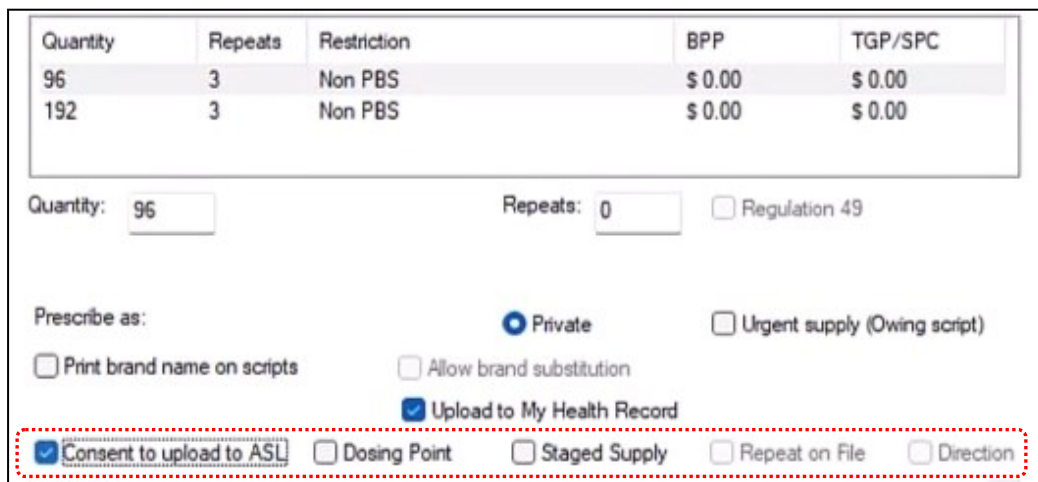 Quantity Repeats Restriction BPP TGP/SPC
96 3 Non PBS $ 0.00 $ 0.00
192 3 Non PBS $ 0.00 $ 0.00
Quantity: 96 Repeats: 0 Regulation 49
Prescribe as: Private Urgent supply (Owing script)
Print brand name on scripts Allow brand substitution
Upload to My Health Record
Consent to upload to ASL Dosing Point Staged Supply Repeat on File Direction